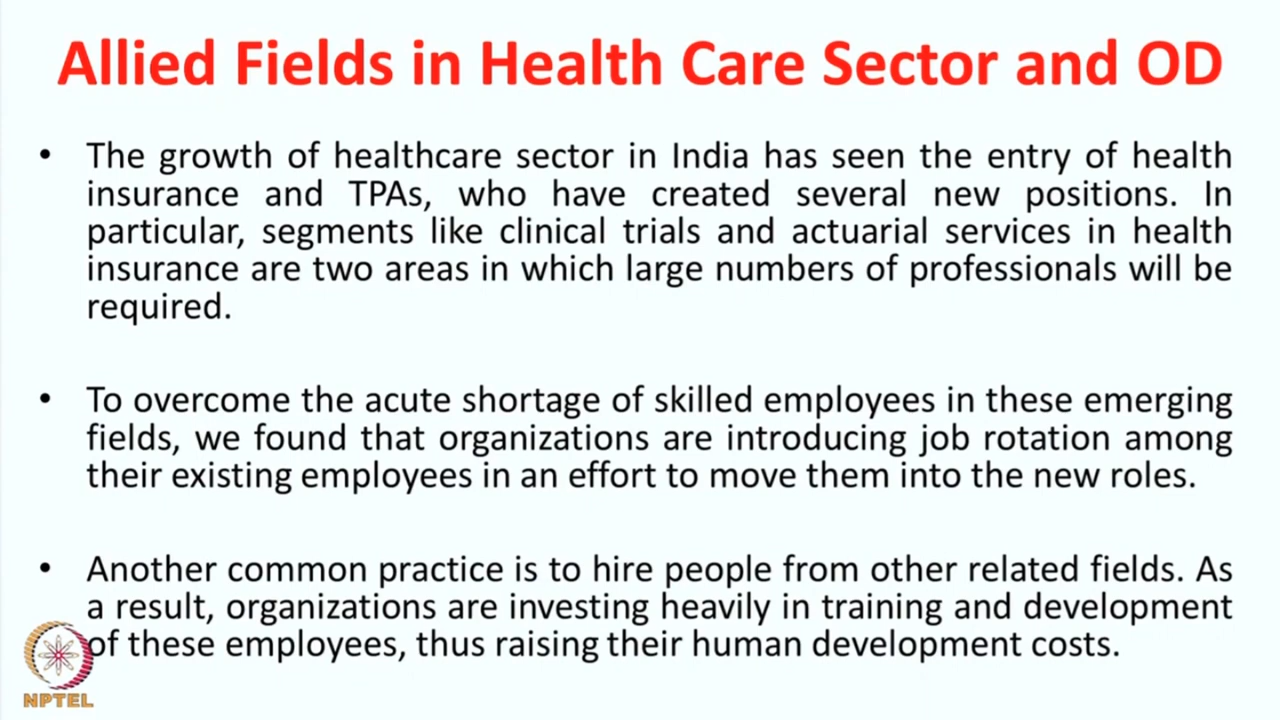 Allied Fields in Health Care Sector and OD
• The growth of healthcare sector in India has seen the entry of health
insurance and TPAs, who have created several new positions. In
particular, segments like clinical trials and actuarial services in health
insurance are two areas in which large numbers of professionals will be
required.
• To overcome the acute shortage of skilled employees in these emerging
fields, we found that organizations are introducing job rotation among
their existing employees in an effort to move them into the new roles.
• Another common practice is to hire people from other related fields. As
a result, organizations are investing heavily in training and development
of these employees, thus raising their human development costs.
NPTEL